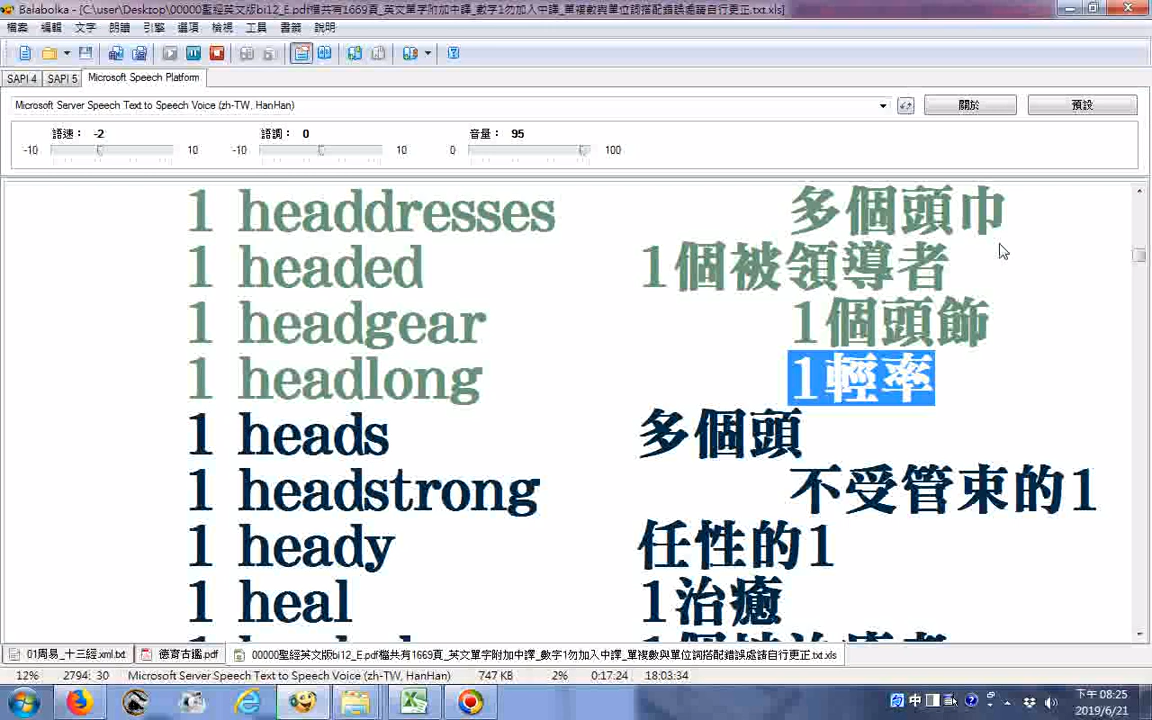 Balabolka - [C:\user\Desktop\00000聖經英文版bi12_E.pdf檔共有1669頁_英文單字附加中譯_數字1勿加入中譯_單複數與單位詞搭配錯誤處請自行更正.txt.xls]
檔案 編輯 文字 朗讀 引擎 選項 檢視 工具 書籤 說明
SAPI 4 SAPI 5 Microsoft Speech Platform
Microsoft Server Speech Text to Speech Voice (zh-TW, HanHan) 關於 預設
語速： -2 語調： 0 音量： 95
-10 10 -10 10 0 100
1 headdresses 多個頭巾
1 headed 1個被領導者
1 headgear 1個頭飾
1 headlong 1輕率
1 heads 多個頭
1 headstrong 不受管束的1
1 heady 任性的1
1 heal 1治癒
01周易_十三經.xml.txt 德育古鑑.pdf 00000聖經英文版bi12_E.pdf檔共有1669頁_英文單字附加中譯_數字1勿加入中譯_單複數與單位詞搭配錯誤處請自行更正.txt.xls
12% 2794: 30 Microsoft Server Speech Text to Speech Voice (zh-TW, HanHan) 747 KB 2% 0:17:24 18:03:34
中 下午 08:25
2019/6/21